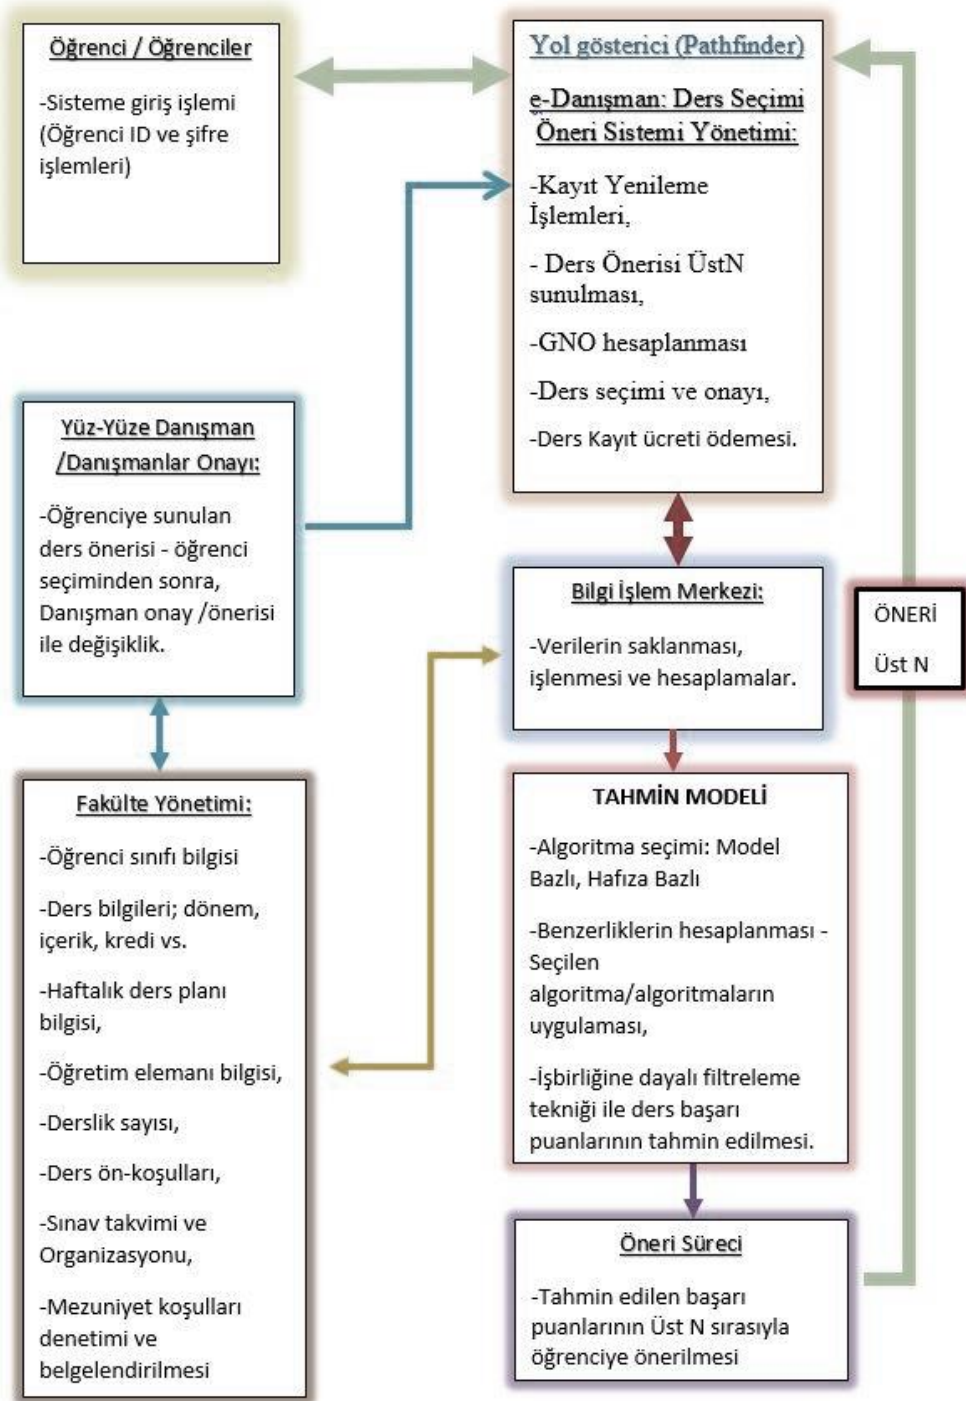 Öğrenci / Öğrenciler
-Sisteme giriş işlemi
(Öğrenci ID ve şifre
işlemleri)
Yol gösterici (Pathfinder)
e-Danışman: Ders Seçimi
Öneri Sistemi Yönetimi:
-Kayıt Yenileme
İşlemleri,
- Ders Önerisi ÜstN
sunulması,
-GNO hesaplanması
-Ders seçimi ve onayı,
-Ders Kayıt ücreti ödemesi.
Yüz-Yüze Danışman
/Danışmanlar Onayı:
-Öğrenciye sunulan
ders önerisi - öğrenci
seçiminden sonra,
Danışman onay /önerisi
ile değişiklik.
Bilgi İşlem Merkezi:
-Verilerin saklanması,
işlenmesi ve hesaplamalar.
ÖNERİ
Üst N
Fakülte Yönetimi:
-Öğrenci sınıfı bilgisi
-Ders bilgileri; dönem,
içerik, kredi vs.
-Haftalık ders planı
bilgisi,
-Öğretim elemanı bilgisi,
-Derslik sayısı,
-Ders ön-koşulları,
-Sınav takvimi ve
Organizasyonu,
-Mezuniyet koşulları
denetimi ve
belgelendirilmesi
TAHMİN MODELİ
-Algoritma seçimi: Model
Bazlı, Hafıza Bazlı
-Benzerliklerin hesaplanması -
Seçilen
algoritma/algoritmaların
uygulaması,
-İşbirliğine dayalı filtreleme
tekniği ile ders başarı
puanlarının tahmin edilmesi.
Öneri Süreci
-Tahmin edilen başarı
puanlarının Üst N sırasıyla
öğrenciye önerilmesi